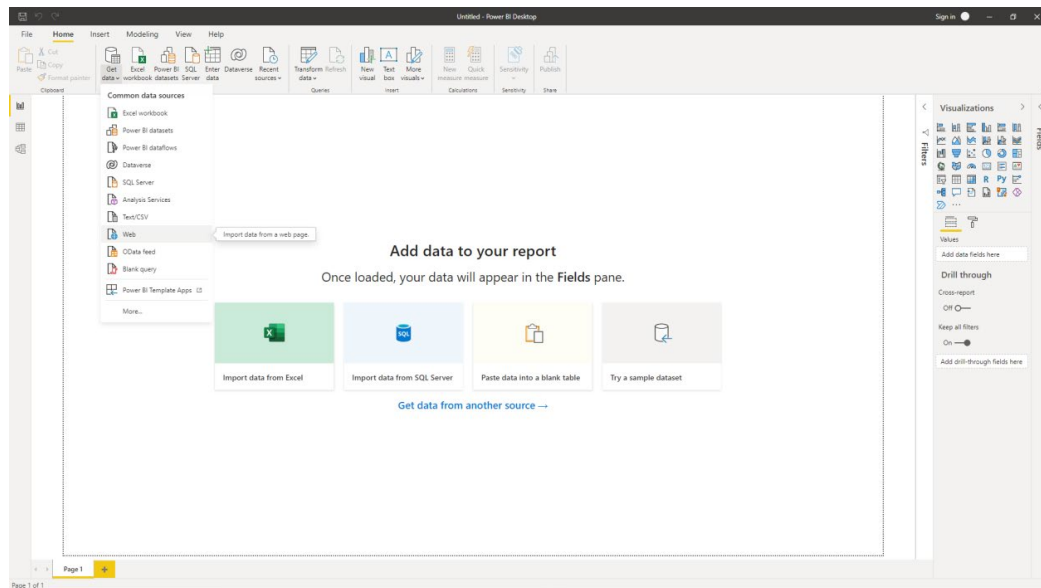 Untitled - Power BI Desktop
Sign in
File Home Insert Modeling View Help
Paste
Cut
Copy
Format painter
Clipboard
Get data
Excel workbook
Power BI datasets
SQL Server
Enter data
Dataverse
Recent sources
Transform data
Refresh
Queries
New visual
Text box
More visuals
Insert
New measure
Quick measure
Calculations
Sensitivity
Sensitivity
Publish
Share
Common data sources
Excel workbook
Power BI datasets
Power BI dataflows
Dataverse
SQL Server
Analysis Services
Text/CSV
Web
Import data from a web page.
OData feed
Blank query
Power BI Template Apps
More...
Add data to your report
Once loaded, your data will appear in the Fields pane.
Import data from Excel
Import data from SQL Server
Paste data into a blank table
Try a sample dataset
Get data from another source →
Filters
Visualizations
R Py
Values
Add data fields here
Drill through
Cross-report
Off
Keep all filters
On
Add drill-through fields here
Fields
Page 1
Page 1 of 1